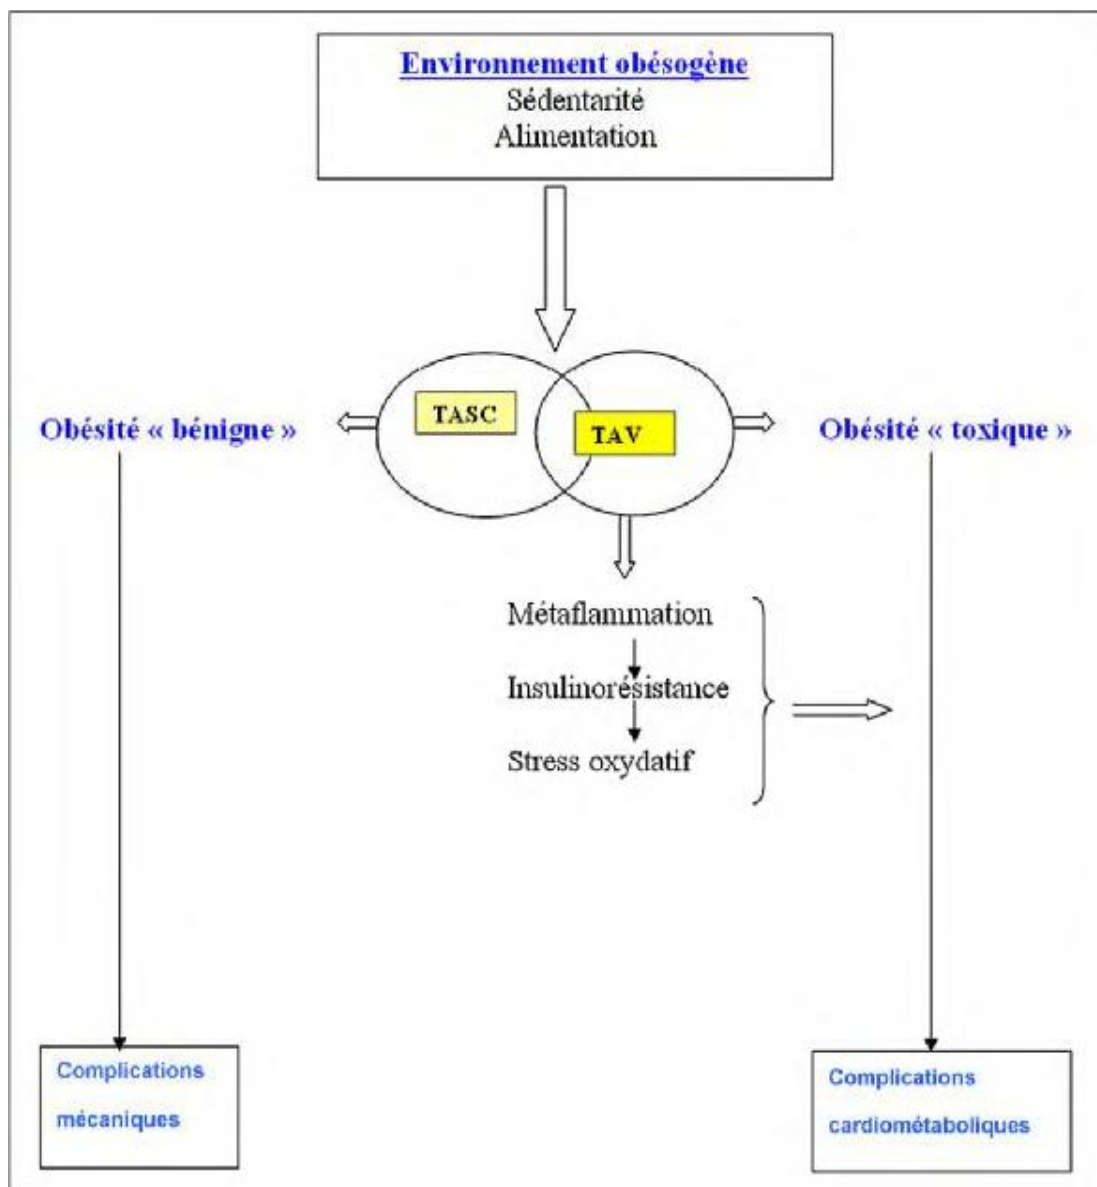 Environnement obésogène
Sédentarité
Alimentation
TASC
TAV
Obésité « bénigne »
Obésité « toxique »
Métaflammation
Insulinorésistance
Stress oxydatif
Complications
mécaniques
Complications
cardiométaboliques